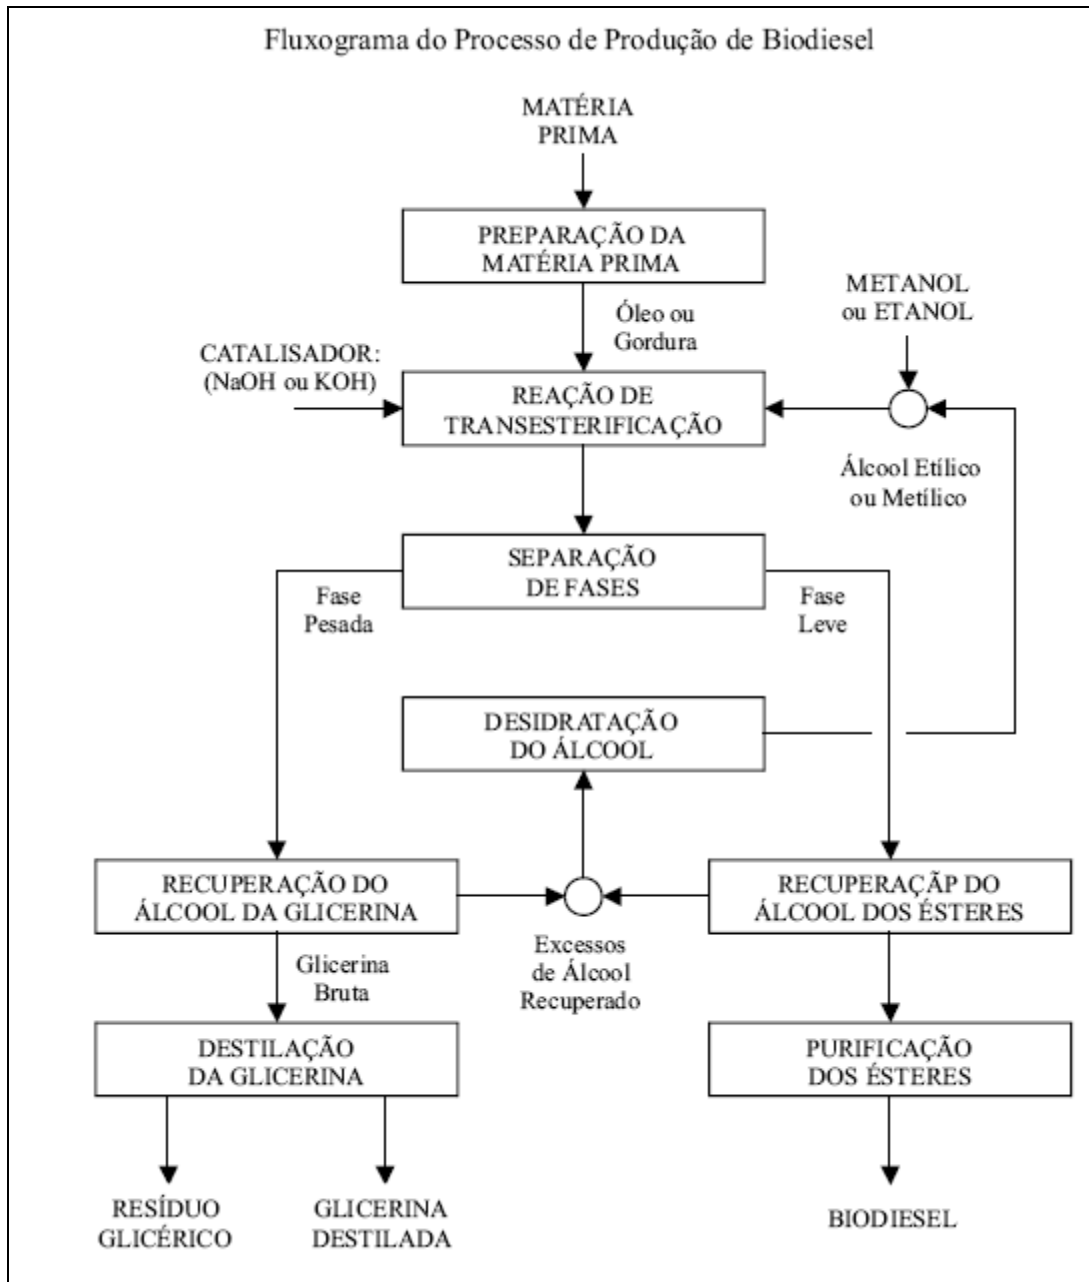 Fluxograma do Processo de Produção de Biodiesel
MATÉRIA
PRIMA
PREPARAÇÃO DA
MATÉRIA PRIMA
METANOL
ou ETANOL
Óleo ou
Gordura
CATALISADOR:
(NaOH ou KOH)
REAÇÃO DE
TRANSESTERIFICAÇÃO
Álcool Etílico
ou Metílico
SEPARAÇÃO
DE FASES
Fase
Pesada
Fase
Leve
DESIDRATAÇÃO
DO ÁLCOOL
RECUPERAÇÃO DO
ÁLCOOL DA GLICERINA
RECUPERAÇÃP DO
ÁLCOOL DOS ÉSTERES
Excessos
de Álcool
Recuperado
Glicerina
Bruta
DESTILAÇÃO
DA GLICERINA
PURIFICAÇÃO
DOS ÉSTERES
RESÍDUO
GLICÉRICO
GLICERINA
DESTILADA
BIODIESEL